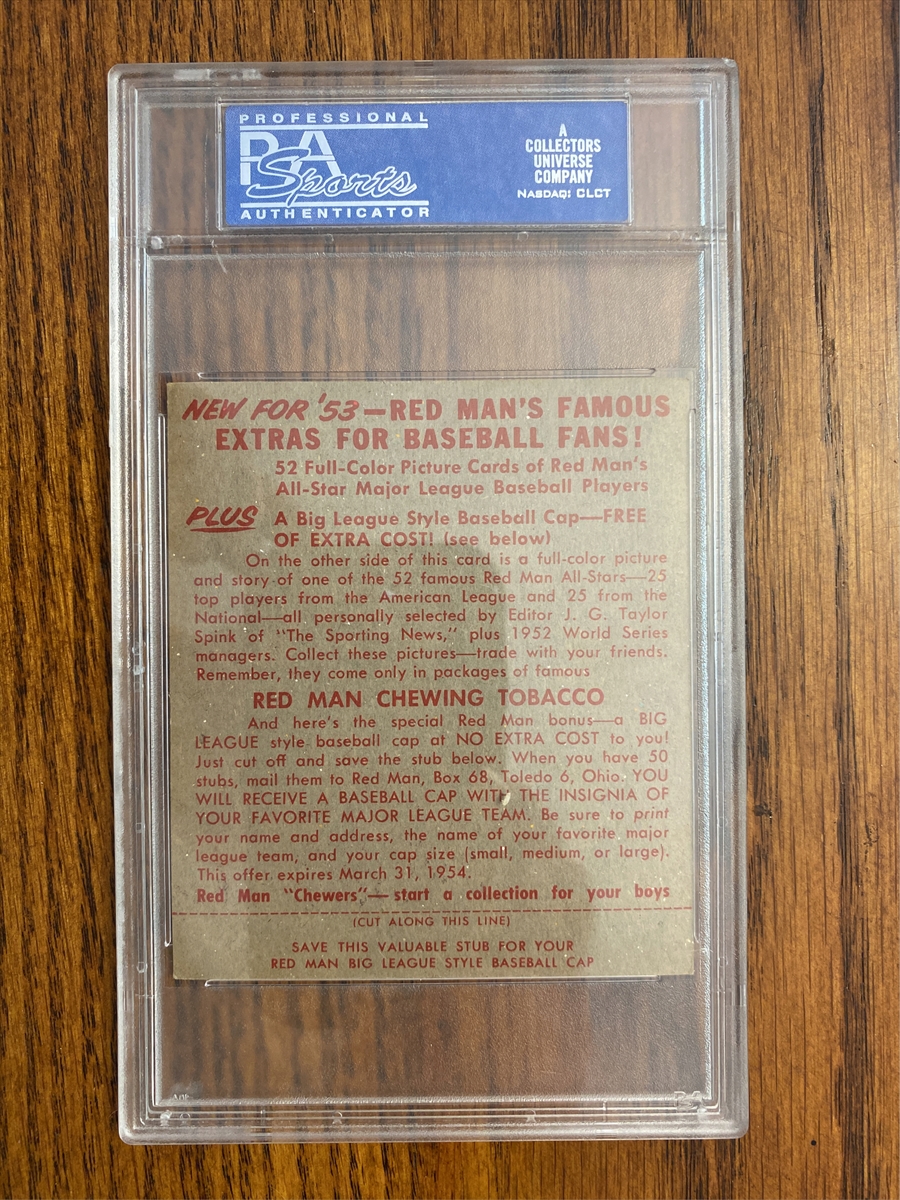 PROFESSIONAL
PSA
Sports
AUTHENTICATOR
A
COLLECTORS
UNIVERSE
COMPANY
NASDAQ: CLCT
NEW FOR '53—RED MAN'S FAMOUS
EXTRAS FOR BASEBALL FANS!
52 Full-Color Picture Cards of Red Man's
All-Star Major League Baseball Players
PLUS A Big League Style Baseball Cap—FREE
OF EXTRA COST! (see below)
On the other side of this card is a full-color picture
and story of one of the 52 famous Red Man All-Stars—25
top players from the American League and 25 from the
National—all personally selected by Editor J. G. Taylor
Spink of "The Sporting News," plus 1952 World Series
managers. Collect these pictures—trade with your friends.
Remember, they come only in packages of famous
RED MAN CHEWING TOBACCO
And here's the special Red Man bonus—a BIG
LEAGUE style baseball cap at NO EXTRA COST to you!
Just cut off and save the stub below. When you have 50
stubs, mail them to Red Man, Box 68, Toledo 6, Ohio. YOU
WILL RECEIVE A BASEBALL CAP WITH THE INSIGNIA OF
YOUR FAVORITE MAJOR LEAGUE TEAM. Be sure to print
your name and address, the name of your favorite major
league team, and your cap size (small, medium, or large).
This offer expires March 31, 1954.
Red Man "Chewers"—start a collection for your boys
(CUT ALONG THIS LINE)
SAVE THIS VALUABLE STUB FOR YOUR
RED MAN BIG LEAGUE STYLE BASEBALL CAP